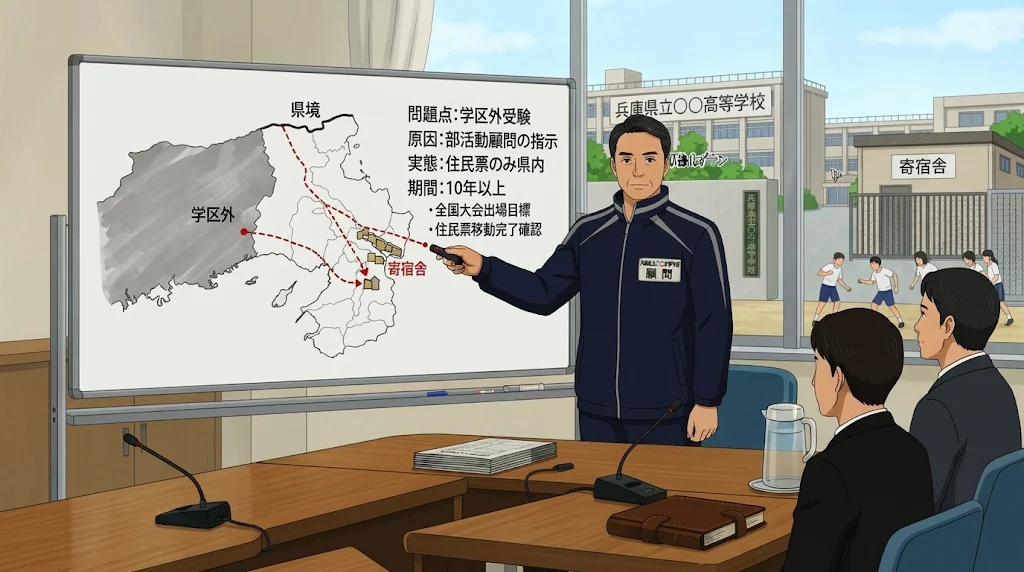 県境
学区外
寄宿舎
問題点:学区外受験
原因:部活動顧問の指示
実態:住民票のみ県内
期間:10年以上
・全国大会出場目標
・住民票移動完了確認
兵庫県立〇〇高等学校
寄宿舎
顧問